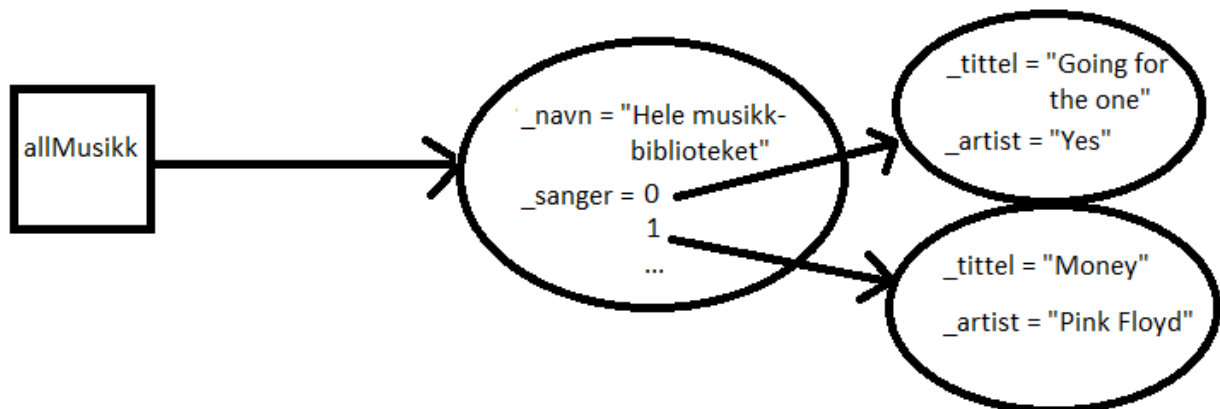 allMusikk
_navn = "Hele musikk-
biblioteket"
_sanger = 0
1
...
_tittel = "Going for
the one"
_artist = "Yes"
_tittel = "Money"
_artist = "Pink Floyd"